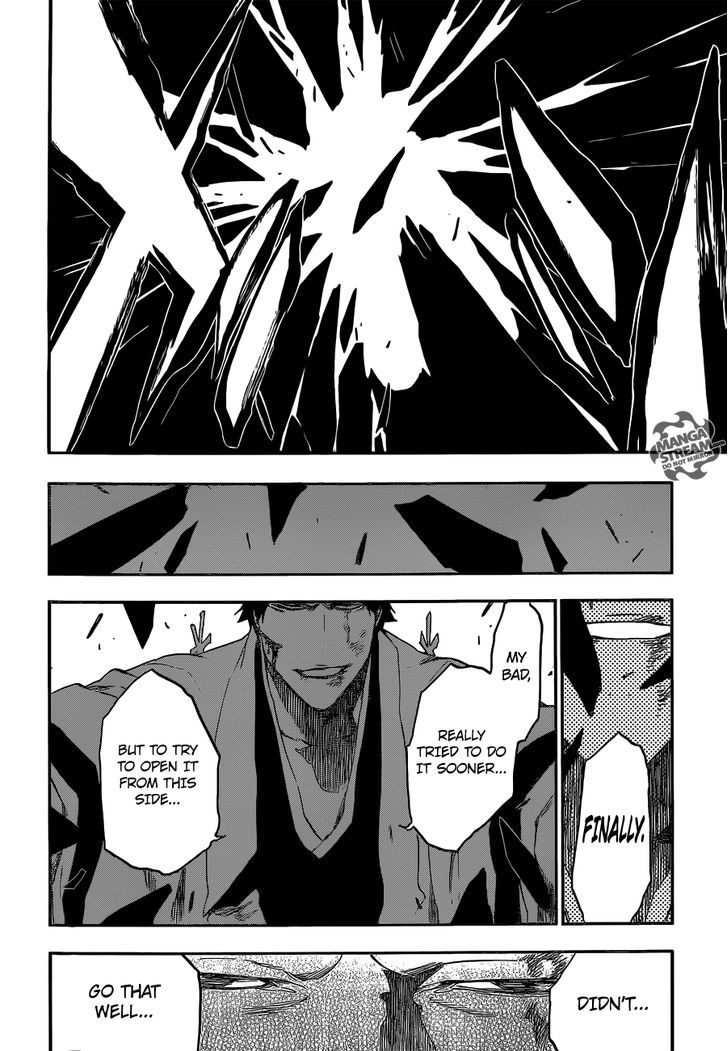 MANGA
STREAM.com
DO NOT MIRROR
FINALLY.
MY
BAD,
REALLY
TRIED TO DO
IT SOONER...
BUT TO TRY
TO OPEN IT
FROM THIS
SIDE...
DIDN'T...
GO THAT
WELL...